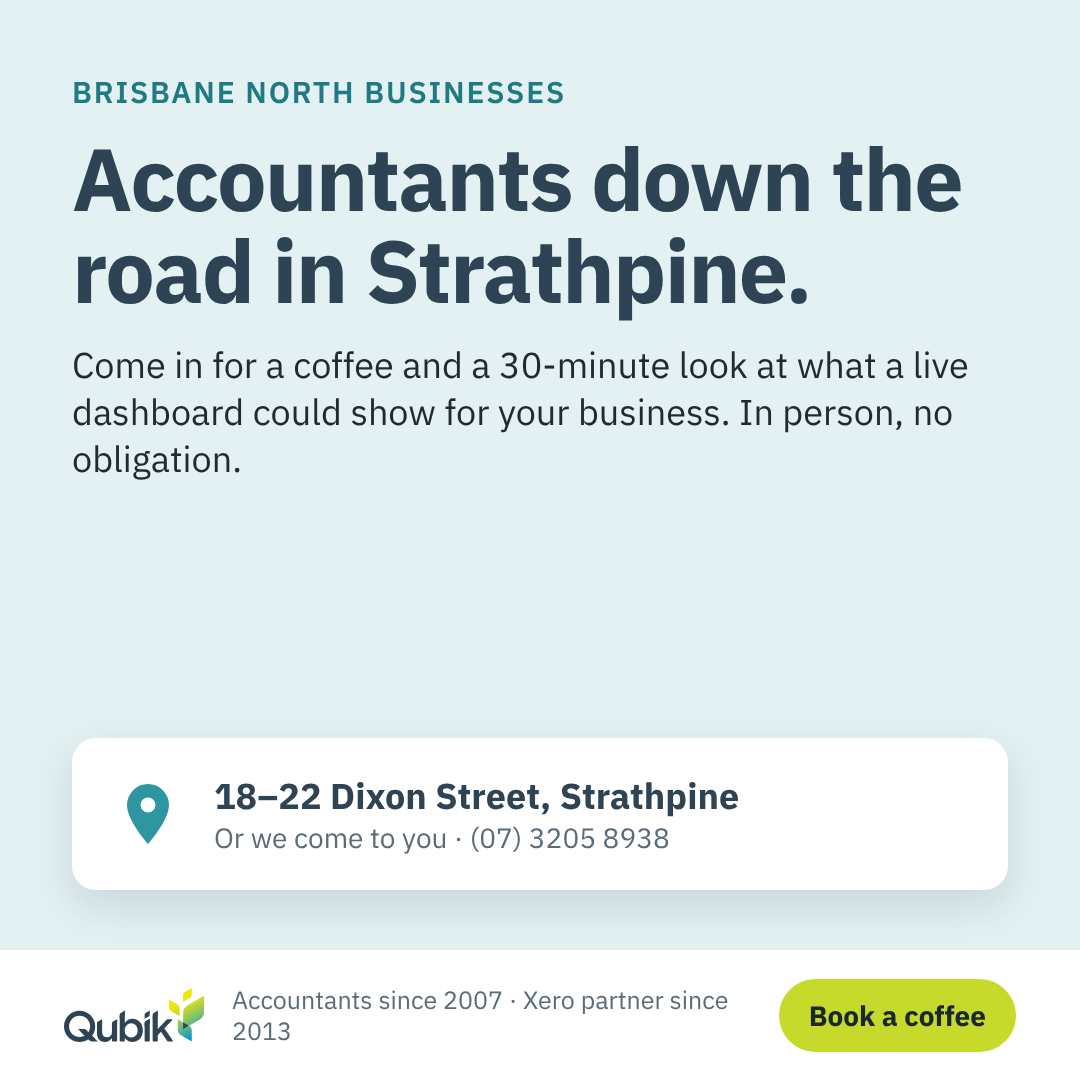 BRISBANE NORTH BUSINESSES
Accountants down the
road in Strathpine.
Come in for a coffee and a 30-minute look at what a live
dashboard could show for your business. In person, no
obligation.
18–22 Dixon Street, Strathpine
Or we come to you · (07) 3205 8938
Qubik
Accountants since 2007 · Xero partner since
2013
Book a coffee